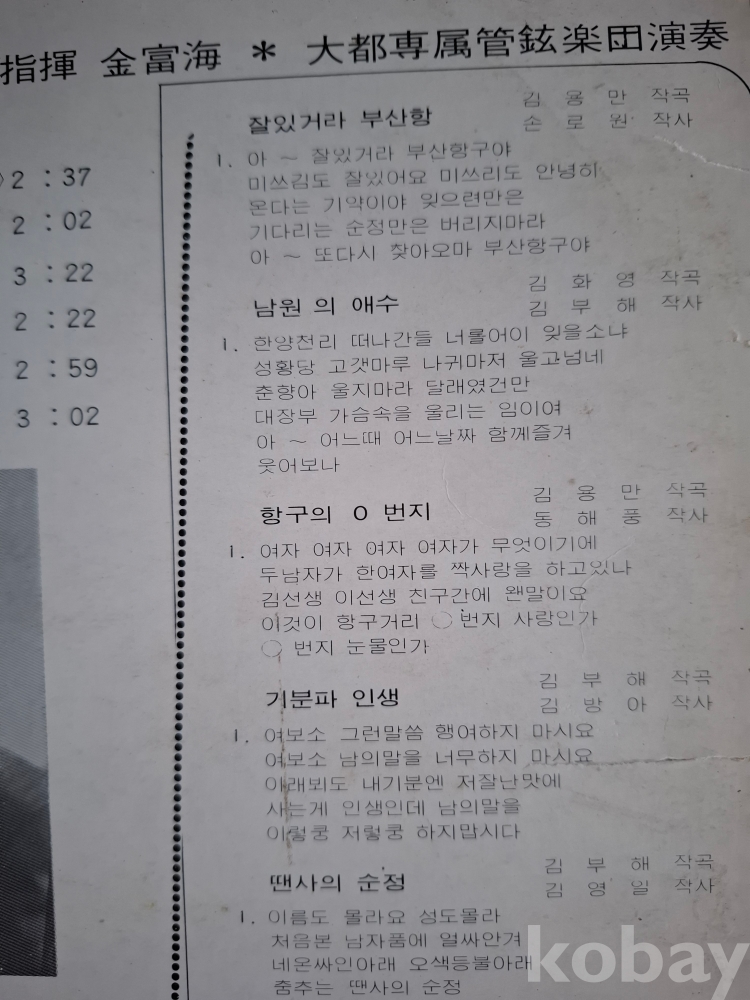 指揮 金富海 * 大都専属管鉉楽団演奏
2 : 37
2 : 02
3 : 22
2 : 22
2 : 59
3 : 02
잘있거라 부산항
김 용 만 작곡
손 로 원 작사
1. 아 ~ 잘있거라 부산항구야
미쓰김도 잘있어요 미쓰리도 안녕히
온다는 기약이야 잊으련만은
기다리는 순정만은 버리지마라
아 ~ 또다시 찾아오마 부산항구야
남원 의 애수
김 화 영 작곡
김 부 해 작사
1. 한양천리 떠나간들 너를어이 잊을소냐
성황당 고갯마루 나귀마저 울고넘네
춘향아 울지마라 달래였건만
대장부 가슴속을 울리는 임이여
아 ~ 어느때 어느날짜 함께즐겨
웃어보나
항구의 0 번지
김 용 만 작곡
동 해 풍 작사
1. 여자 여자 여자 여자가 무엇이기에
두남자가 한여자를 짝사랑을 하고있나
김선생 이선생 친구간에 왠말이요
이것이 항구거리 ○ 번지 사랑인가
○ 번지 눈물인가
기분파 인생
김 부 해 작곡
김 방 아 작사
1. 여보소 그런말씀 행여하지 마시요
여보소 남의말을 너무하지 마시요
아래뵈도 내기분엔 저잘난맛에
사는게 인생인데 남의말을
이렇쿵 저렇쿵 하지맙시다
땐사의 순정
김 부 해 작곡
김 영 일 작사
1. 이름도 몰라요 성도몰라
처음본 남자품에 얼싸안겨
네온싸인아래 오색등불아래
춤추는 땐사의 순정
kobay